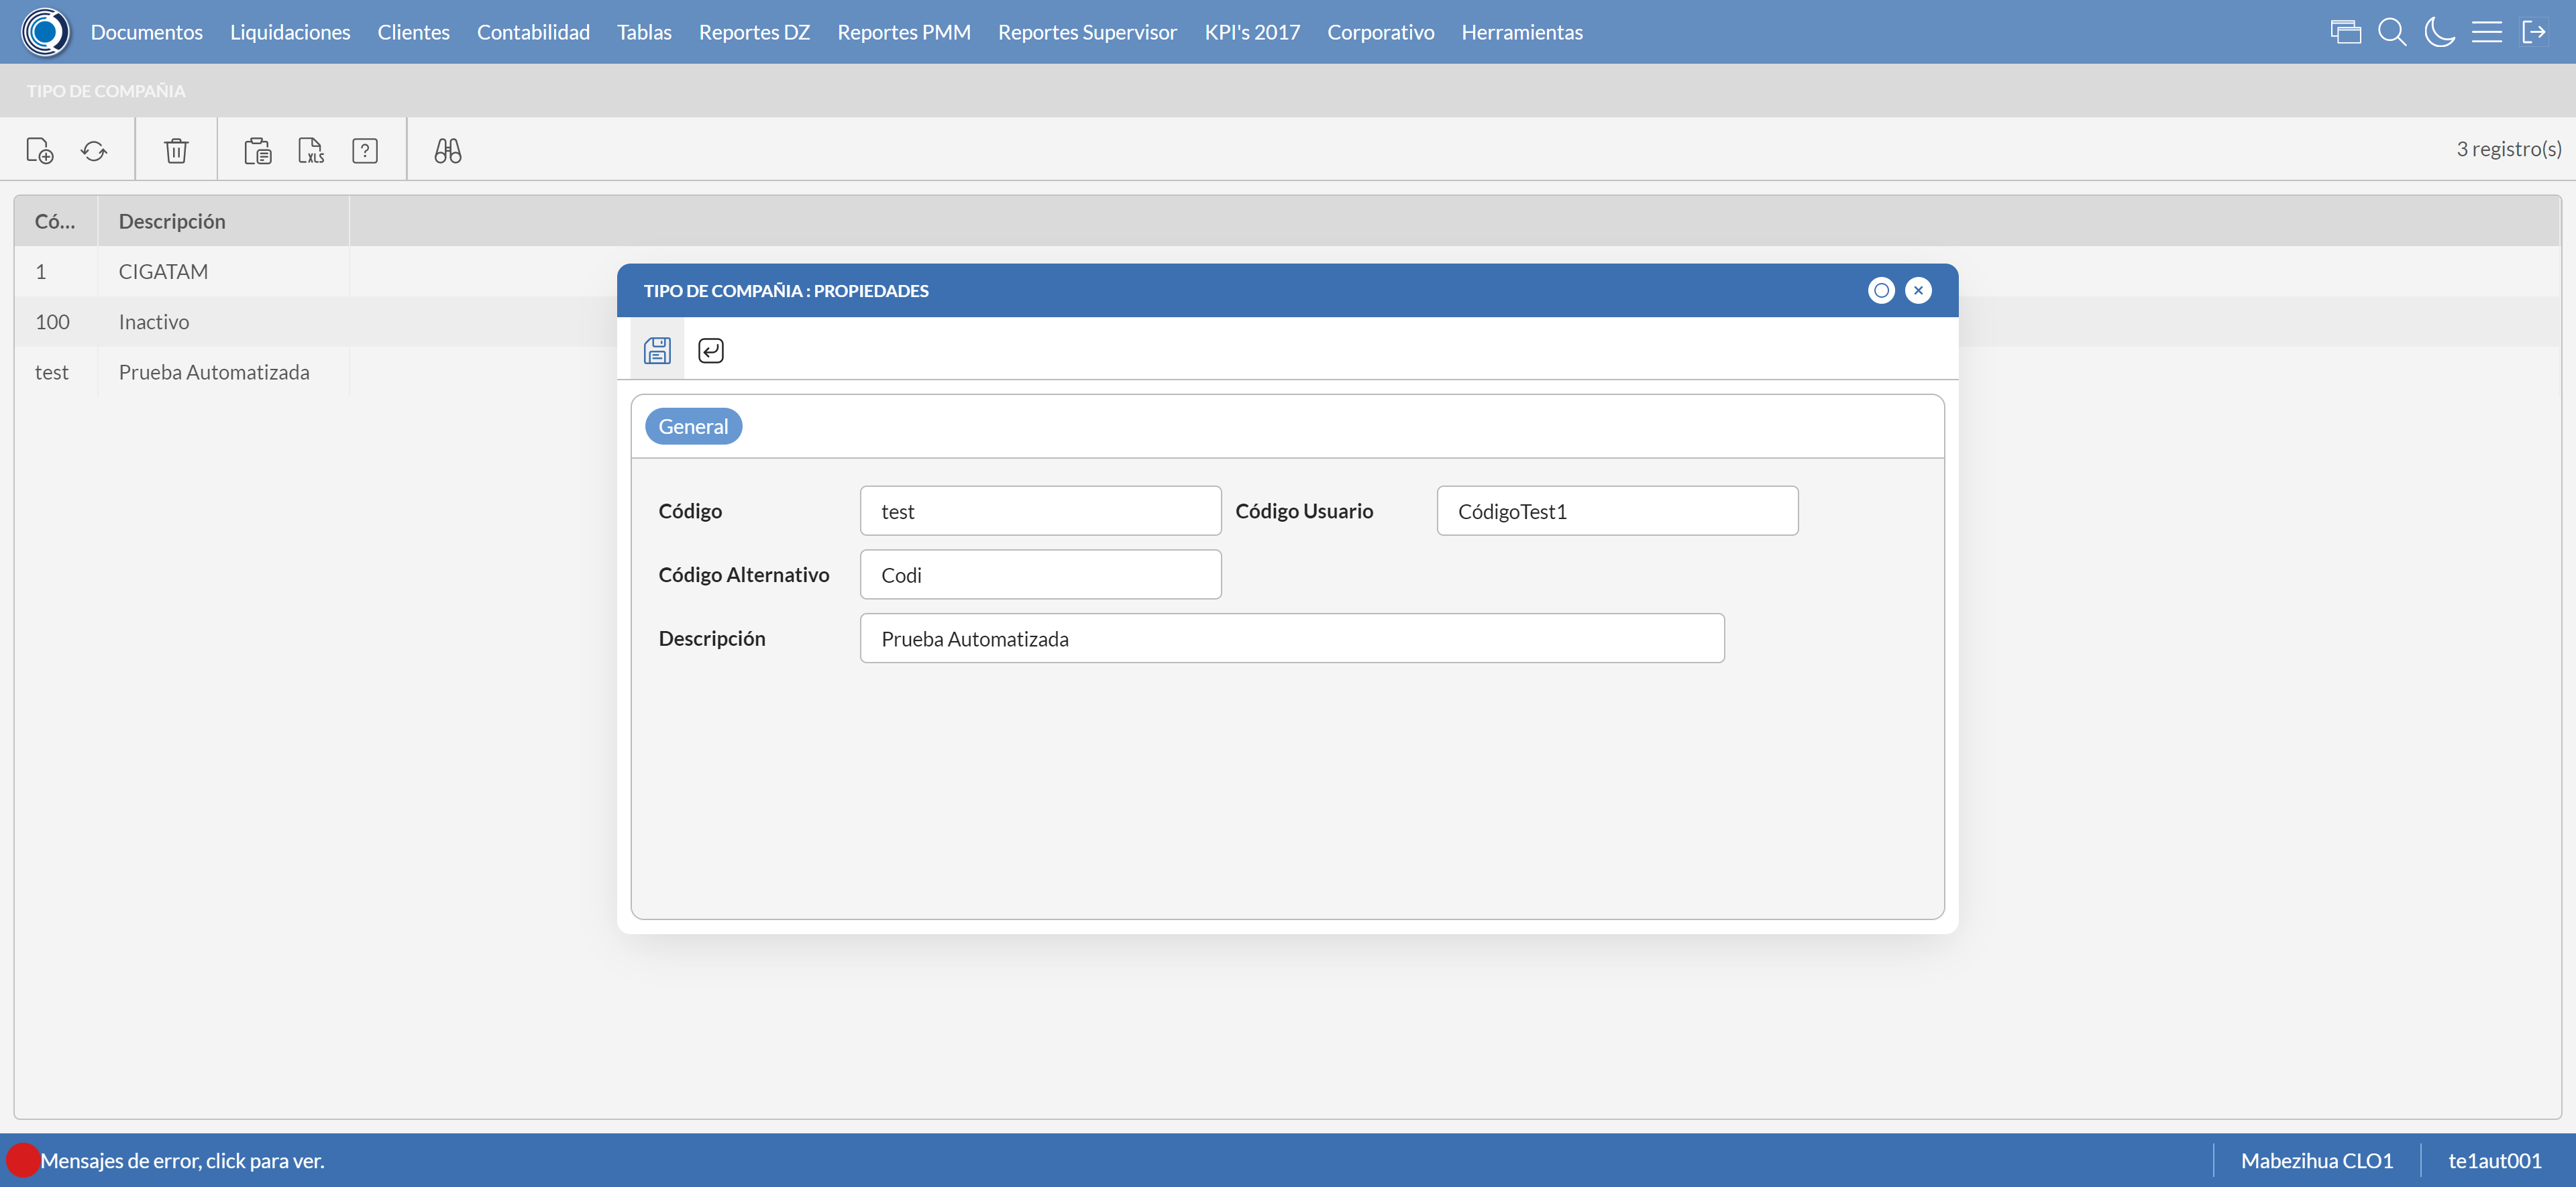 Documentos Liquidaciones Clientes Contabilidad Tablas Reportes DZ Reportes PMM Reportes Supervisor KPI's 2017 Corporativo Herramientas
TIPO DE COMPAÑIA
XLS ? 3 registro(s)
Có... Descripción
1 CIGATAM
100 Inactivo
test Prueba Automatizada
TIPO DE COMPAÑIA : PROPIEDADES
General
Código test Código Usuario CódigoTest1
Código Alternativo Codi
Descripción Prueba Automatizada
Mensajes de error, click para ver. Mabezihua CLO1 te1aut001